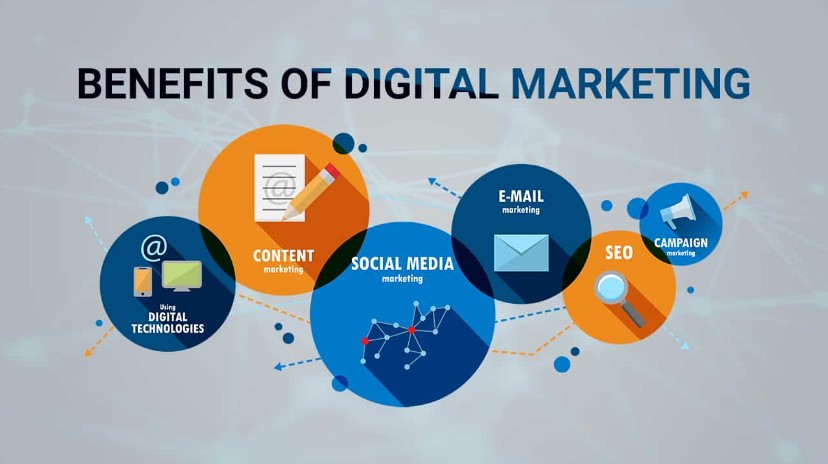 BENEFITS OF DIGITAL MARKETING
@
Using
DIGITAL
TECHNOLOGIES
@
CONTENT
marketing
SOCIAL MEDIA
marketing
E-MAIL
marketing
SEO
CAMPAIGN
marketing